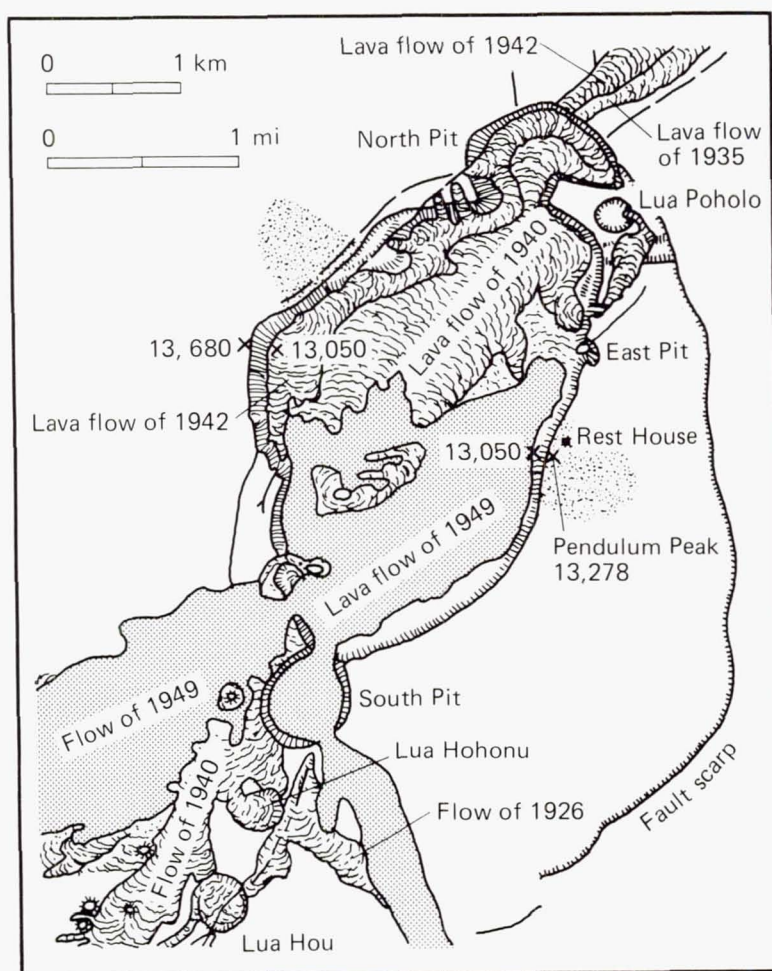 0 1 km
0 1 mi
Lava flow of 1942
North Pit
Lava flow
of 1935
Lua Poholo
Lava flow of 1940
13,680
13,050
East Pit
Lava flow of 1942
Rest House
13,050
Lava flow of 1949
Pendulum Peak
13,278
Flow of 1949
South Pit
Lua Hohonu
Fault scarp
Flow of 1940
Flow of 1926
Lua Hou